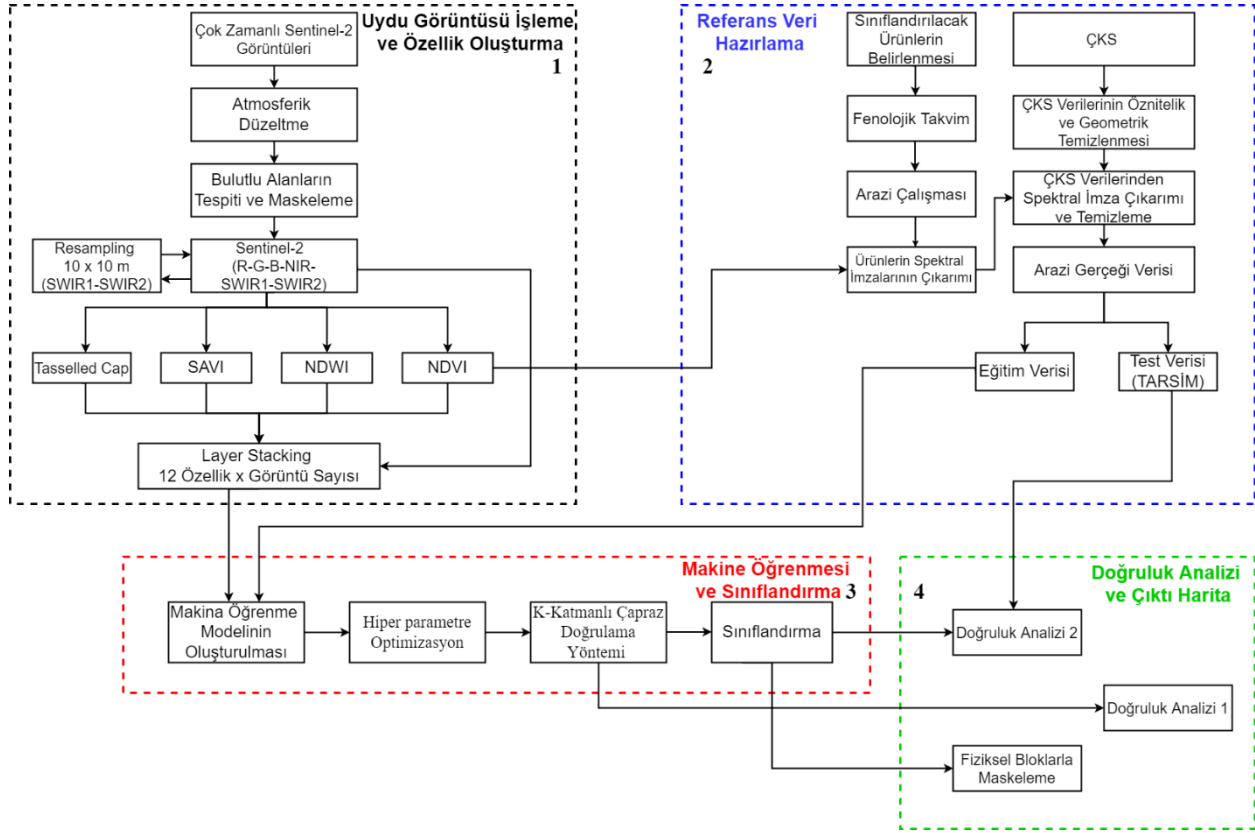 Uydu Görüntüsü İşleme
ve Özellik Oluşturma
1
Çok Zamanlı Sentinel-2
Görüntüleri
Atmosferik
Düzeltme
Bulutlu Alanların
Tespiti ve Maskeleme
Resampling
10 x 10 m
(SWIR1-SWIR2)
Sentinel-2
(R-G-B-NIR-
SWIR1-SWIR2)
Tasselled Cap
SAVI
NDWI
NDVI
Layer Stacking
12 Özellik x Görüntü Sayısı
Referans Veri
Hazırlama
2
Sınıflandırılacak
Ürünlerin
Belirlenmesi
Fenolojik Takvim
Arazi Çalışması
Ürünlerin Spektral
İmzalarının Çıkarımı
ÇKS
ÇKS Verilerinin Öznitelik
ve Geometrik
Temizlenmesi
ÇKS Verilerinden
Spektral İmza Çıkarımı
ve Temizleme
Arazi Gerçeği Verisi
Eğitim Verisi
Test Verisi
(TARSİM)
Makine Öğrenmesi
ve Sınıflandırma
3
Makina Öğrenme
Modelinin
Oluşturulması
Hiper parametre
Optimizasyon
K-Katmanlı Çapraz
Doğrulama
Yöntemi
Sınıflandırma
4
Doğruluk Analizi
ve Çıktı Harita
Doğruluk Analizi 2
Doğruluk Analizi 1
Fiziksel Bloklarla
Maskeleme